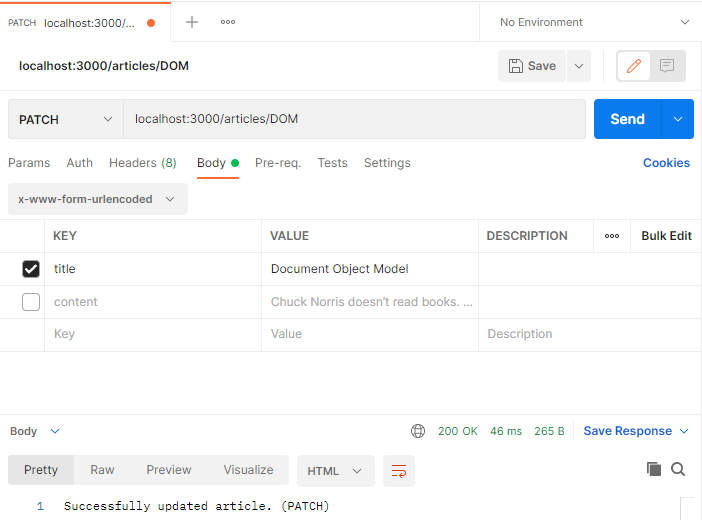 PATCH localhost:3000/... No Environment
localhost:3000/articles/DOM Save
PATCH localhost:3000/articles/DOM Send
Params Auth Headers (8) Body Pre-req. Tests Settings Cookies
x-www-form-urlencoded
KEY VALUE DESCRIPTION Bulk Edit
title Document Object Model
content Chuck Norris doesn't read books. ...
Key Value Description
Body 200 OK 46 ms 265 B Save Response
Pretty Raw Preview Visualize HTML
1 Successfully updated article. (PATCH)